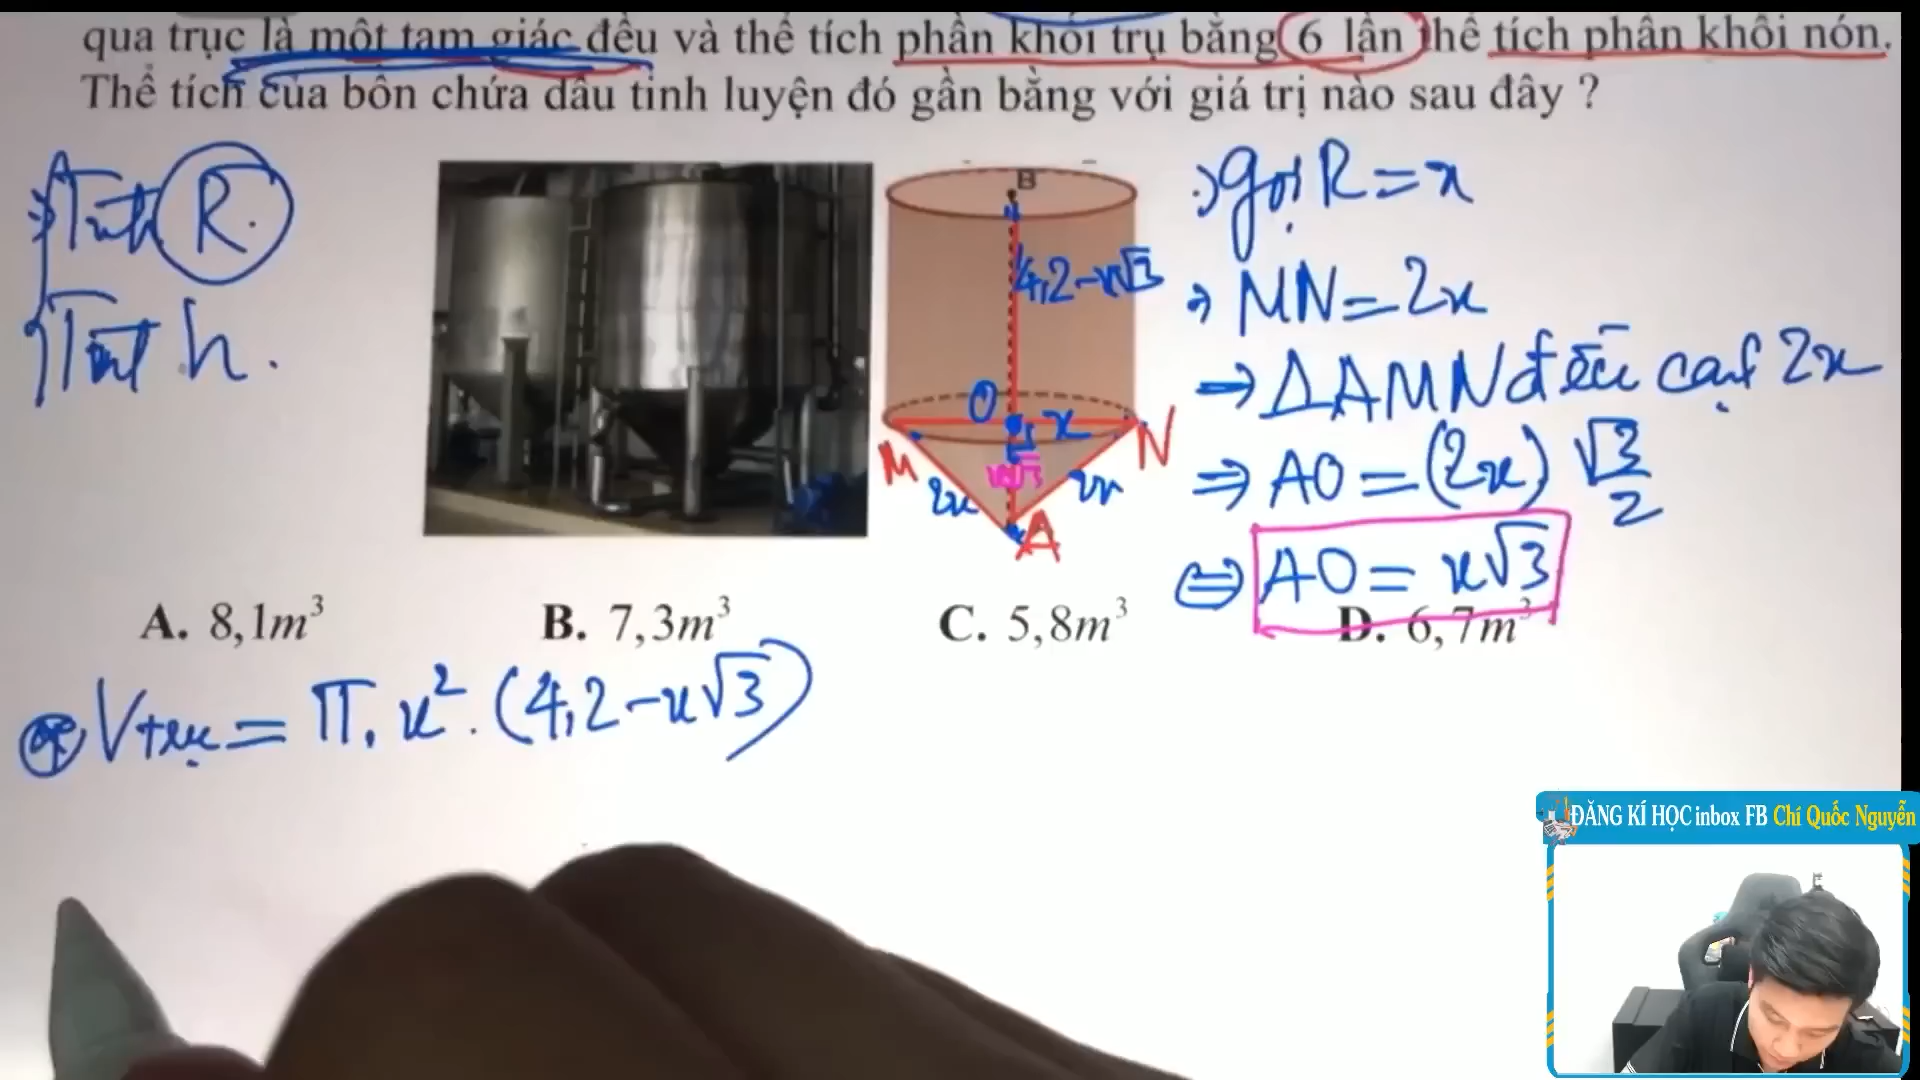 qua trục là một tam giác đều và thể tích phần khối trụ bằng 6 lần thể tích phần khối nón.
Thể tích của bồn chứa dầu tinh luyện đó gần bằng với giá trị nào sau đây ?
Tính R.
Tính h.
B
4,2-x√3
O
x
M
N
x√3
2x
2x
A
Gọi R = x
→ MN = 2x
→ ΔAMN đều cạnh 2x
⇒ AO = (2x) √3/2
⇔ AO = x√3
A. 8,1m³
B. 7,3m³
C. 5,8m³
D. 6,7m³
V trụ = π. x². (4,2-x√3)
ĐĂNG KÍ HỌC inbox FB Chí Quốc Nguyễn